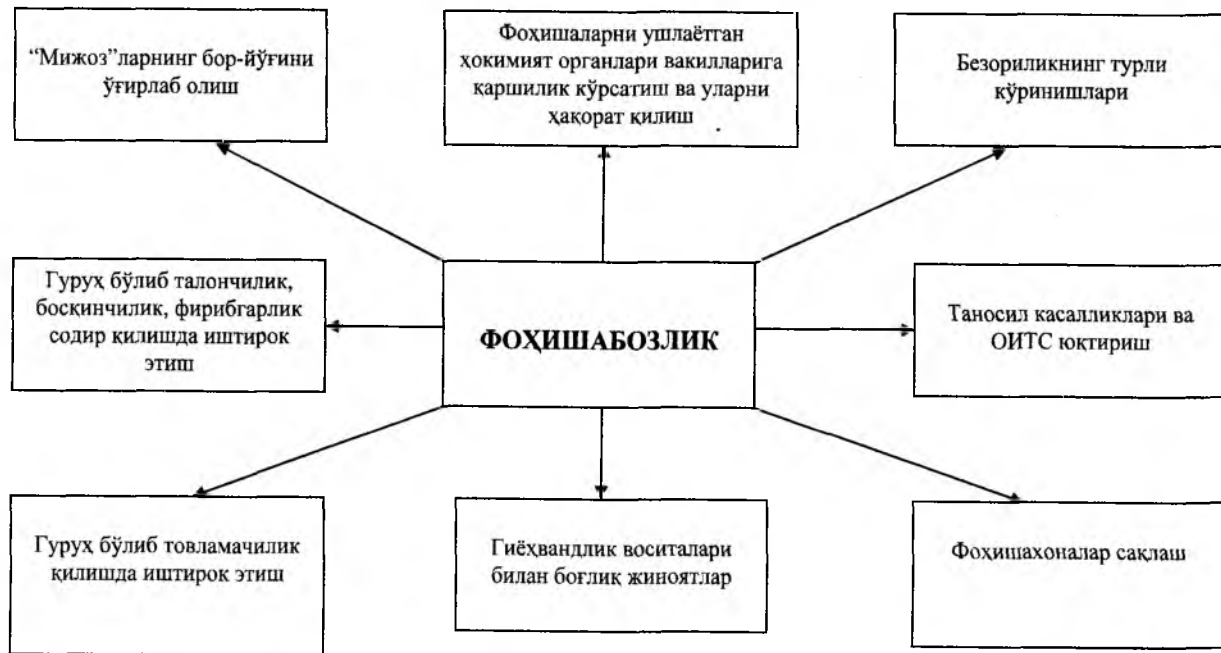 “Мижоз”ларнинг бор-йўғини
ўғирлаб олиш
Фоҳишаларни ушлаётган
ҳокимият органлари вакилларига
қаршилик кўрсатиш ва уларни
ҳақорат қилиш
Безориликнинг турли
кўринишлари
Гуруҳ бўлиб талончилик,
босқинчилик, фирибгарлик
содир қилишда иштирок
этиш
ФОҲИШАБОЗЛИК
Таносил касалликлари ва
ОИТС юқтириш
Гуруҳ бўлиб товламачилик
қилишда иштирок этиш
Гиёҳвандлик воситалари
билан боғлиқ жиноятлар
Фоҳишахоналар сақлаш